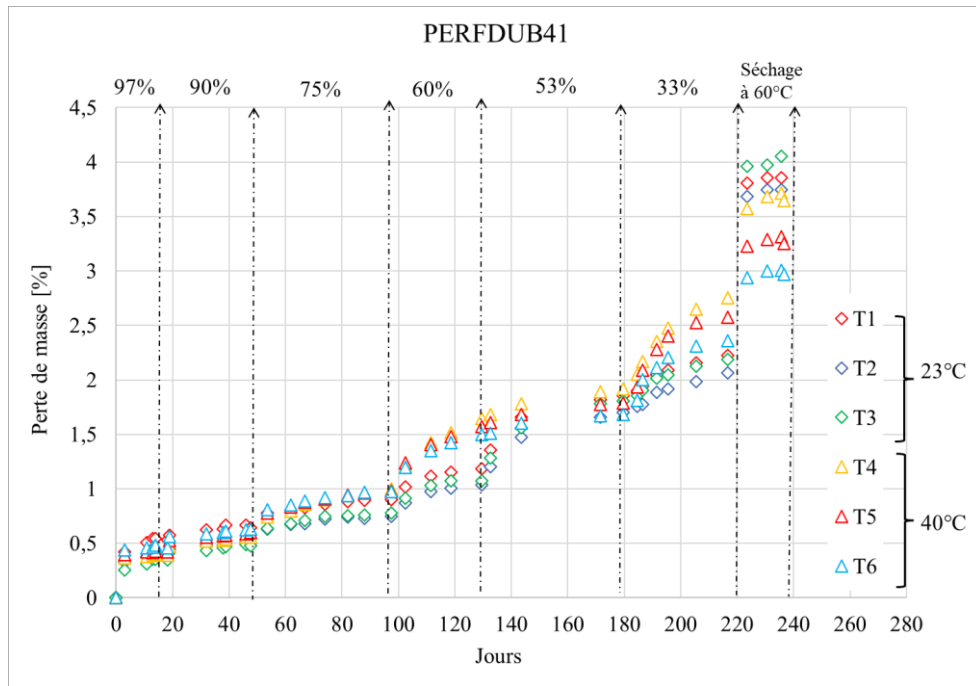 PERFDUB41
97% 90% 75% 60% 53% 33% Séchage
à 60°C
4,5
4
3,5
3
2,5
2
1,5
1
0,5
0
Perte de masse [%]
0 20 40 60 80 100 120 140 160 180 200 220 240 260 280
Jours
T1
T2
T3
23°C
T4
T5
T6
40°C